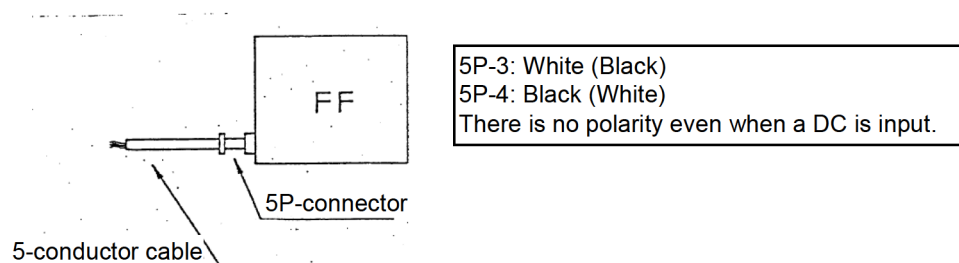 FF
5P-connector
5-conductor cable
5P-3: White (Black)
5P-4: Black (White)
There is no polarity even when a DC is input.